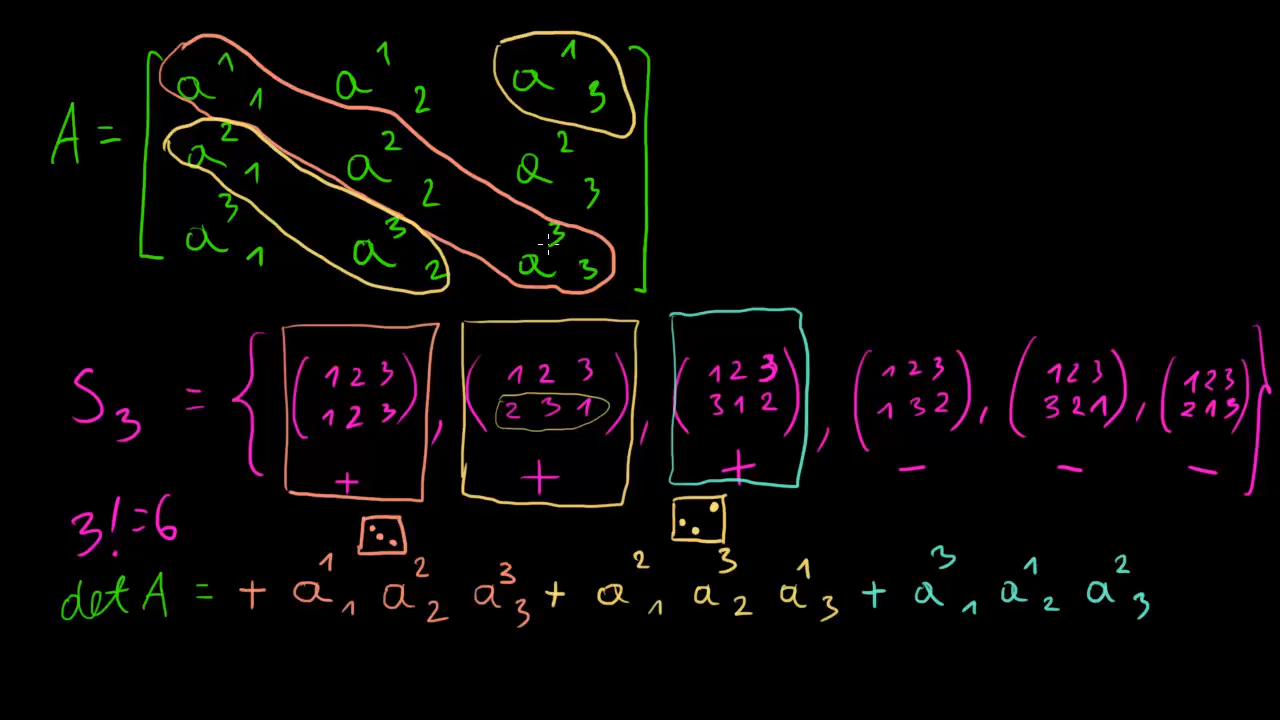 A = [ a¹₁ a¹₂ a¹₃
a²₁ a²₂ a²₃
a³₁ a³₂ a³₃ ]
S₃ = { (1 2 3 / 1 2 3), (1 2 3 / 2 3 1), (1 2 3 / 3 1 2), (1 2 3 / 1 3 2), (1 2 3 / 3 2 1), (1 2 3 / 2 1 3) }
+ + + − − −
3! = 6
det A = + a¹₁ a²₂ a³₃ + a²₁ a³₂ a¹₃ + a³₁ a¹₂ a²₃